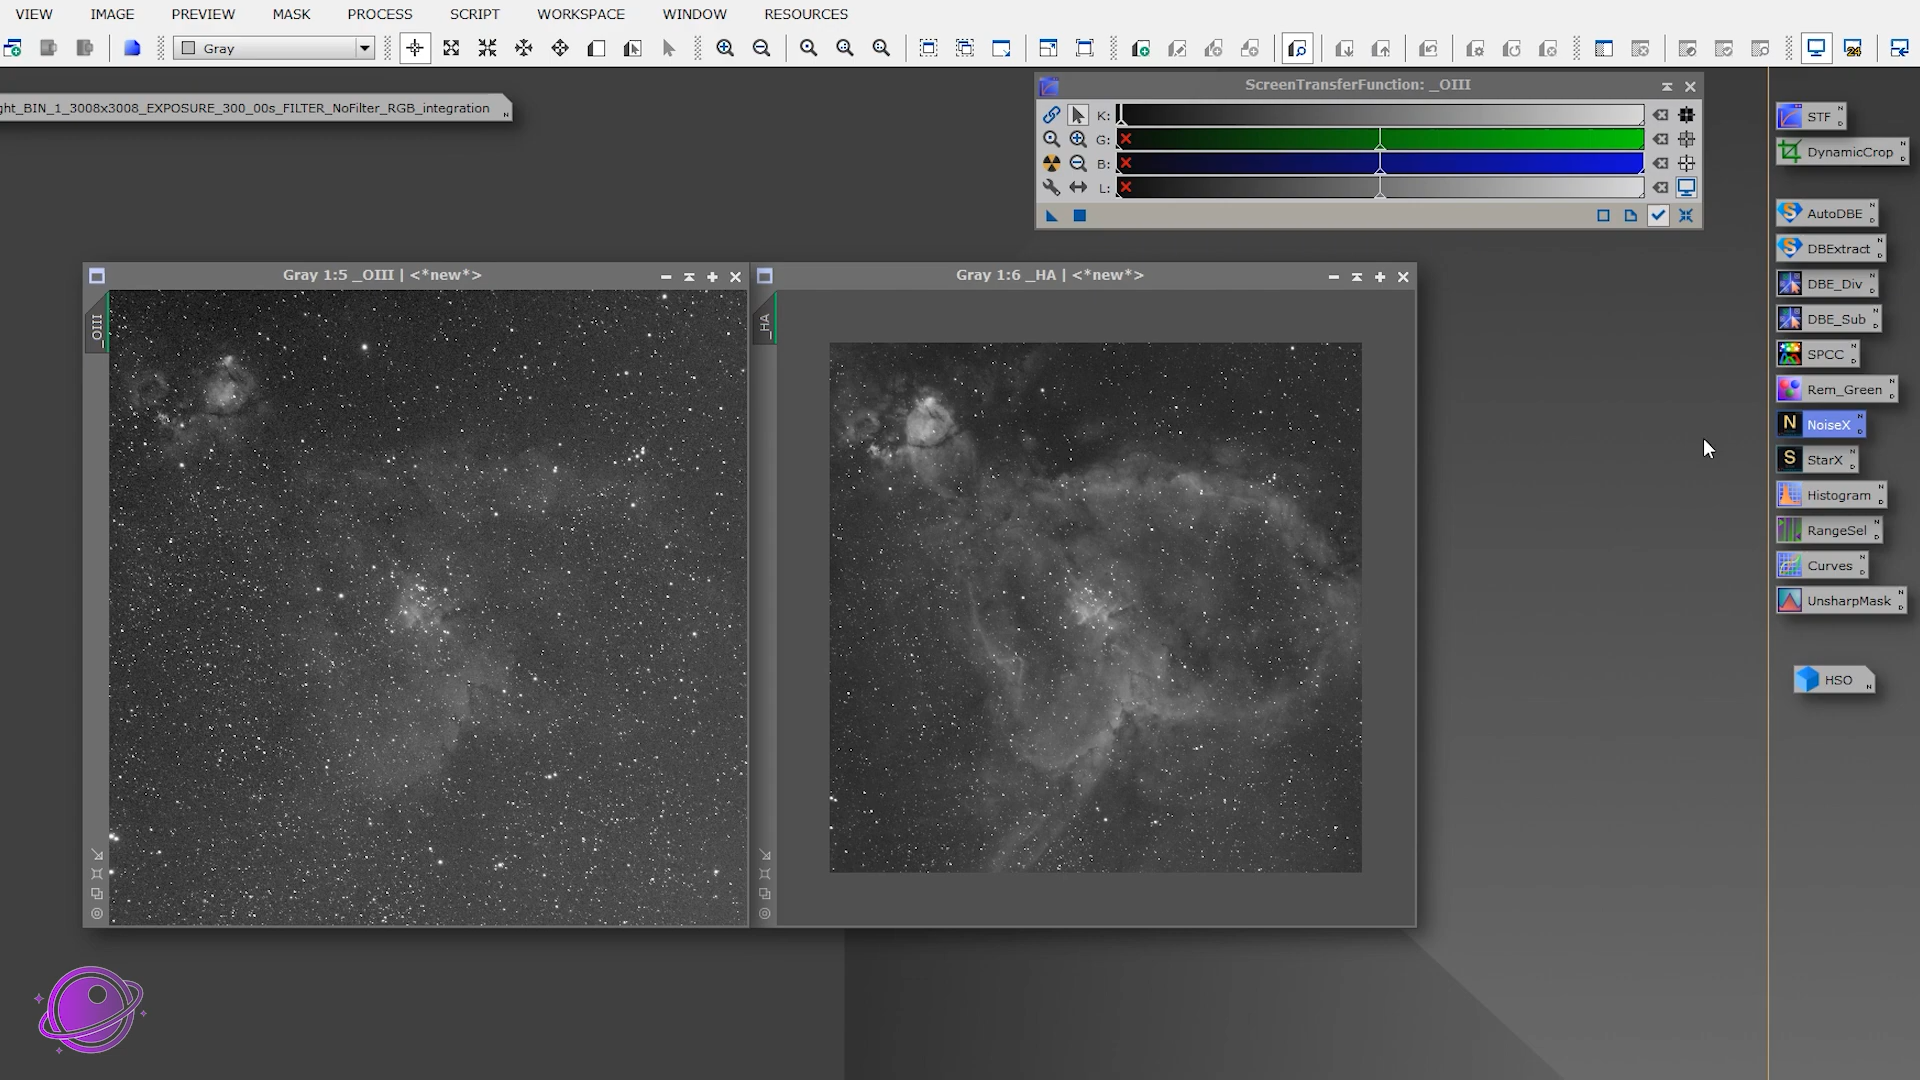 VIEW IMAGE PREVIEW MASK PROCESS SCRIPT WORKSPACE WINDOW RESOURCES
Gray
24
ght_BIN_1_3008x3008_EXPOSURE_300_00s_FILTER_NoFilter_RGB_integration
N
ScreenTransferFunction: _OIII
K:
G:
B:
L:
Gray 1:5 _OIII | <*new*>
_OIII
Gray 1:6 _HA | <*new*>
_HA
STF
DynamicCrop
AutoDBE
DBExtract
DBE_Div
DBE_Sub
SPCC
Rem_Green
N NoiseX
S StarX
Histogram
RangeSel
Curves
UnsharpMask
HSO